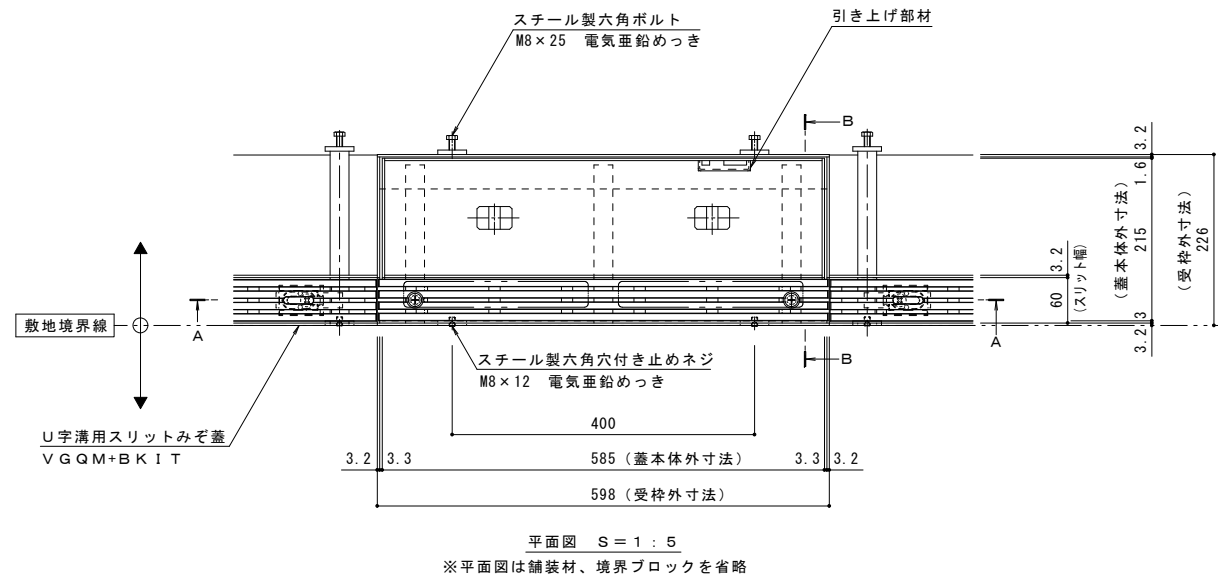 スチール製六角ボルト
M8×25 電気亜鉛めっき
引き上げ部材
B
3.2
1.6
(蓋本体外寸法)
215
(受枠外寸法)
226
3.2
60
(スリット幅)
3
3.2
敷地境界線
A
A
B
スチール製六角穴付き止めネジ
M8×12 電気亜鉛めっき
U字溝用スリットみぞ蓋
VGQM+BKIT
400
3.2 3.3 585(蓋本体外寸法) 3.3 3.2
598(受枠外寸法)
平面図 S=1:5
※平面図は舗装材、境界ブロックを省略